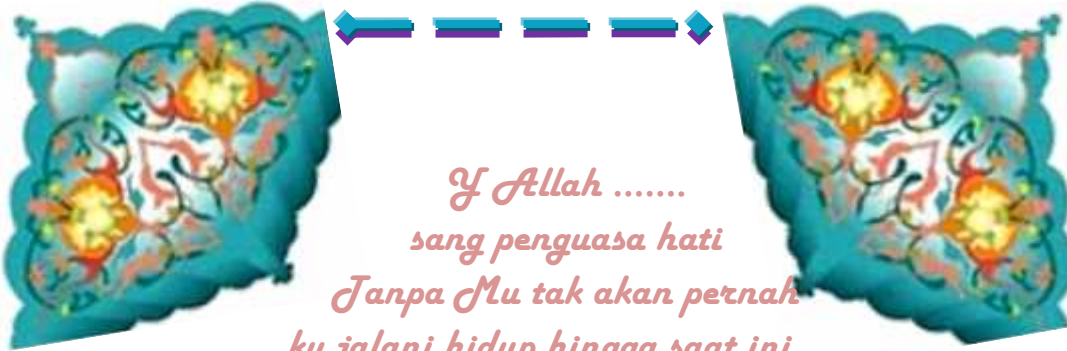 Y Allah .......
sang penguasa hati
Tanpa Mu tak akan pernah
ku jalani hidup hingga saat ini